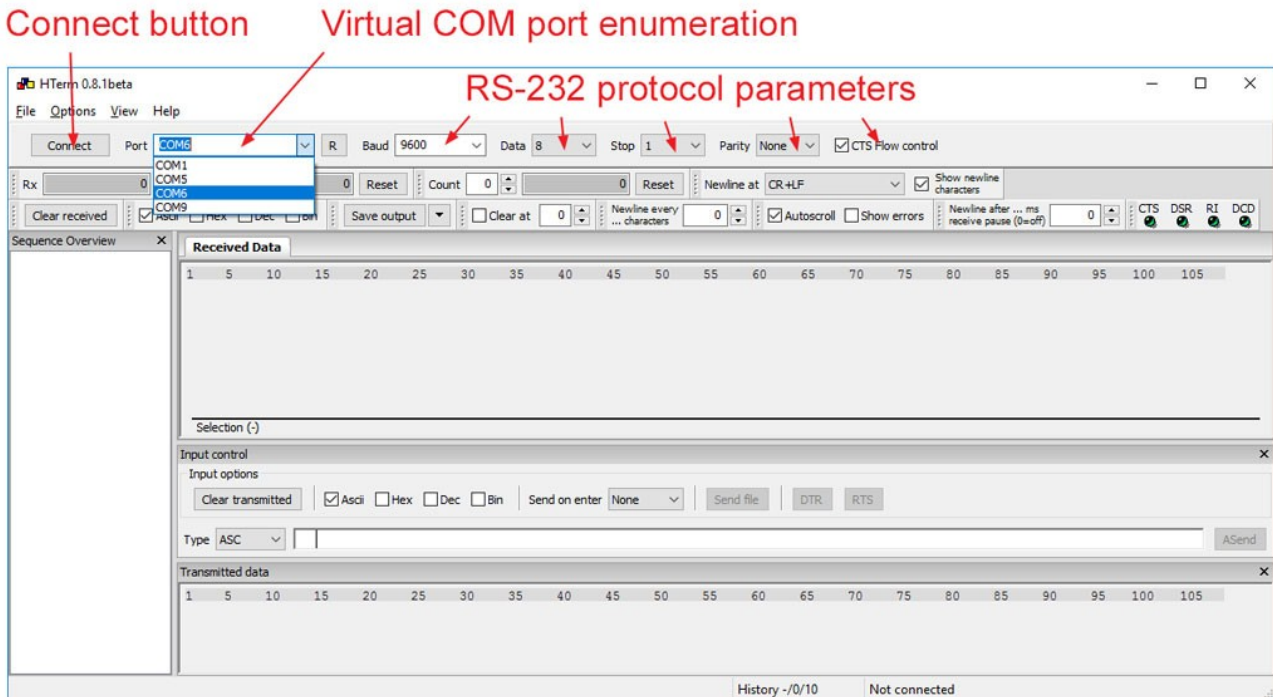 Connect button Virtual COM port enumeration
HTerm 0.8.1beta
RS-232 protocol parameters
File Options View Help
Connect Port COM6 R Baud 9600 Data 8 Stop 1 Parity None CTS Flow control
COM1
COM5
COM6
COM9
Rx 0 0 Reset Count 0 0 Reset Newline at CR+LF Show newline characters
Clear received Ascii Hex Dec Bin Save output Clear at 0 Newline every ... characters 0 Autoscroll Show errors Newline after ... ms receive pause (0=off) 0 CTS DSR RI DCD
Sequence Overview
Received Data
1 5 10 15 20 25 30 35 40 45 50 55 60 65 70 75 80 85 90 95 100 105
Selection (-)
Input control
Input options
Clear transmitted Ascii Hex Dec Bin Send on enter None Send file DTR RTS
Type ASC ASend
Transmitted data
1 5 10 15 20 25 30 35 40 45 50 55 60 65 70 75 80 85 90 95 100 105
History -/0/10 Not connected